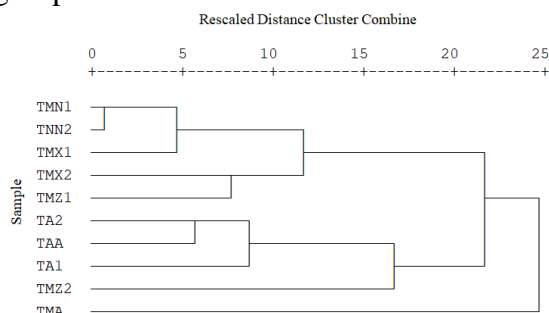 Rescaled Distance Cluster Combine
0 5 10 15 20 25
+---------+---------+---------+---------+---------+
TMN1
TNN2
TMX1
TMX2
TMZ1
TA2
TAA
TA1
TMZ2
TMA
Sample